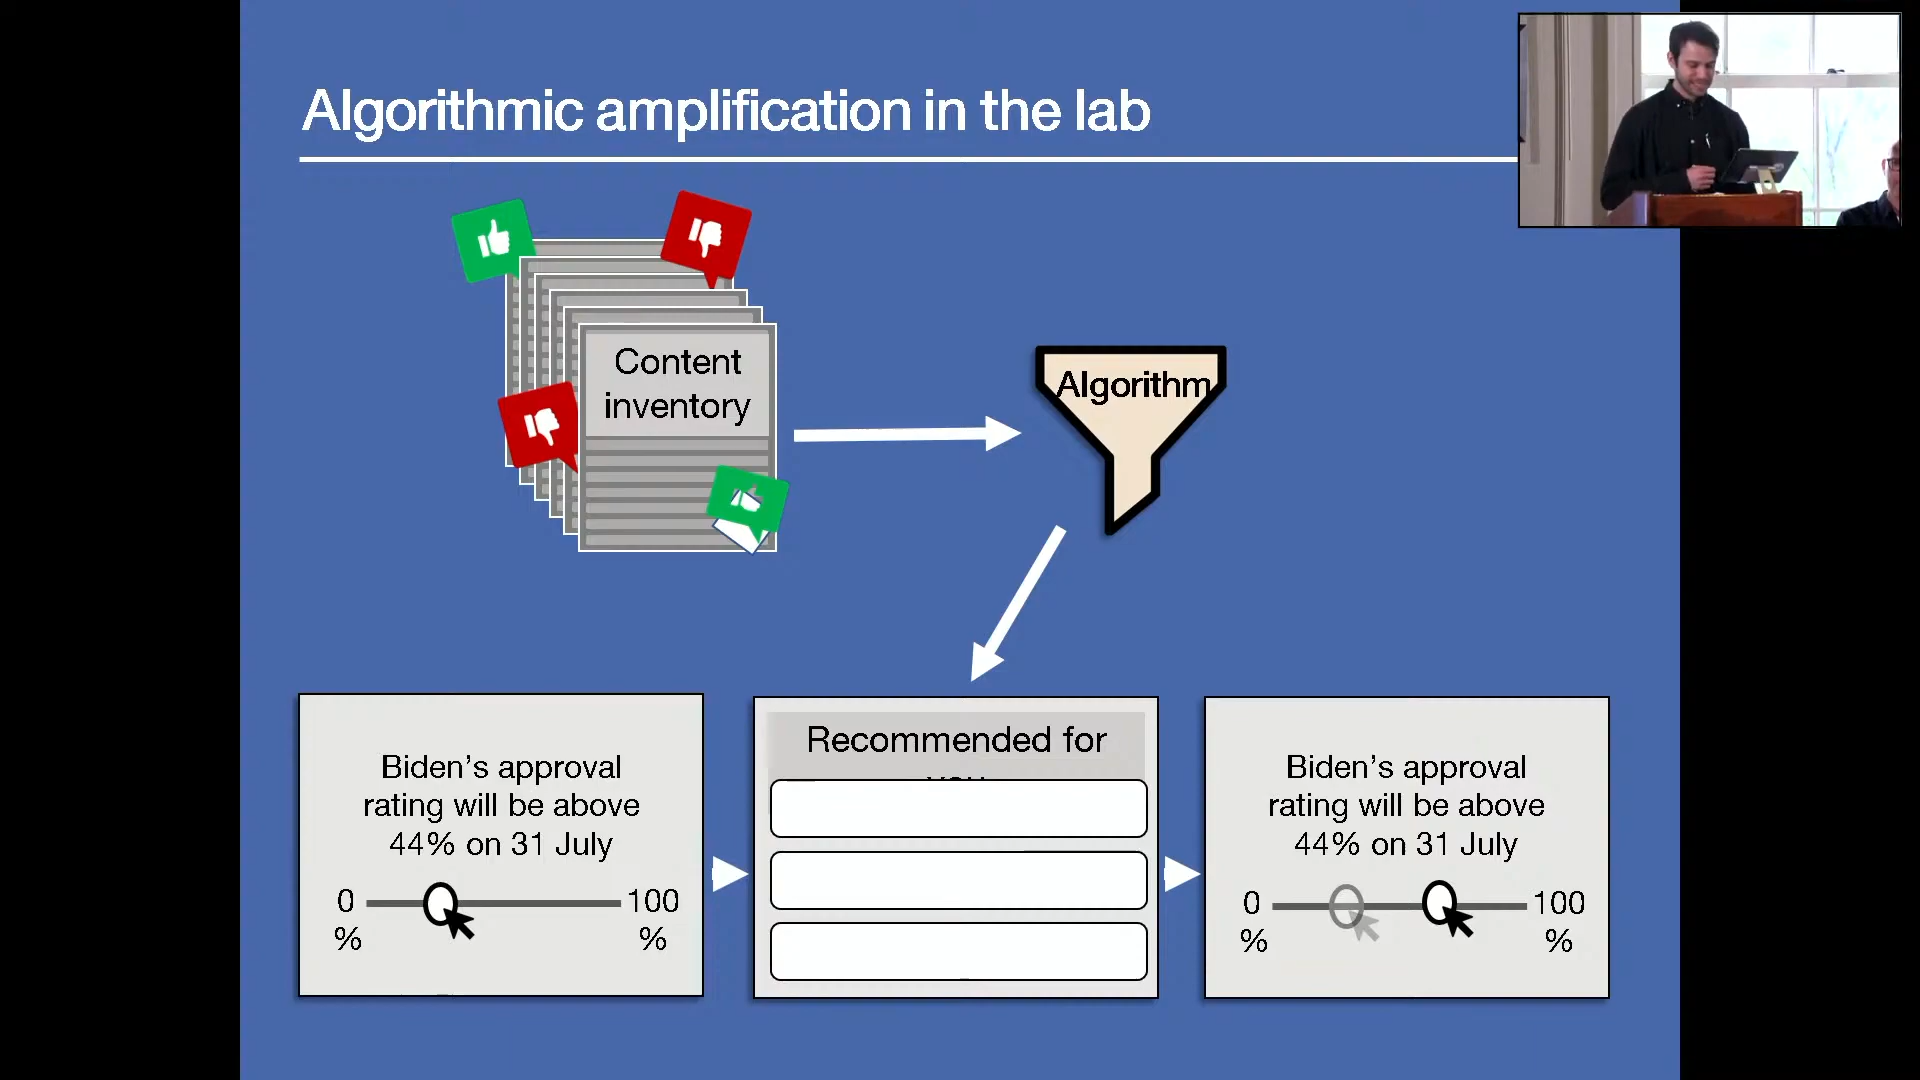 Algorithmic amplification in the lab
Content
inventory
Algorithm
Biden’s approval
rating will be above
44% on 31 July
0
%
100
%
Recommended for
Biden’s approval
rating will be above
44% on 31 July
0
%
100
%